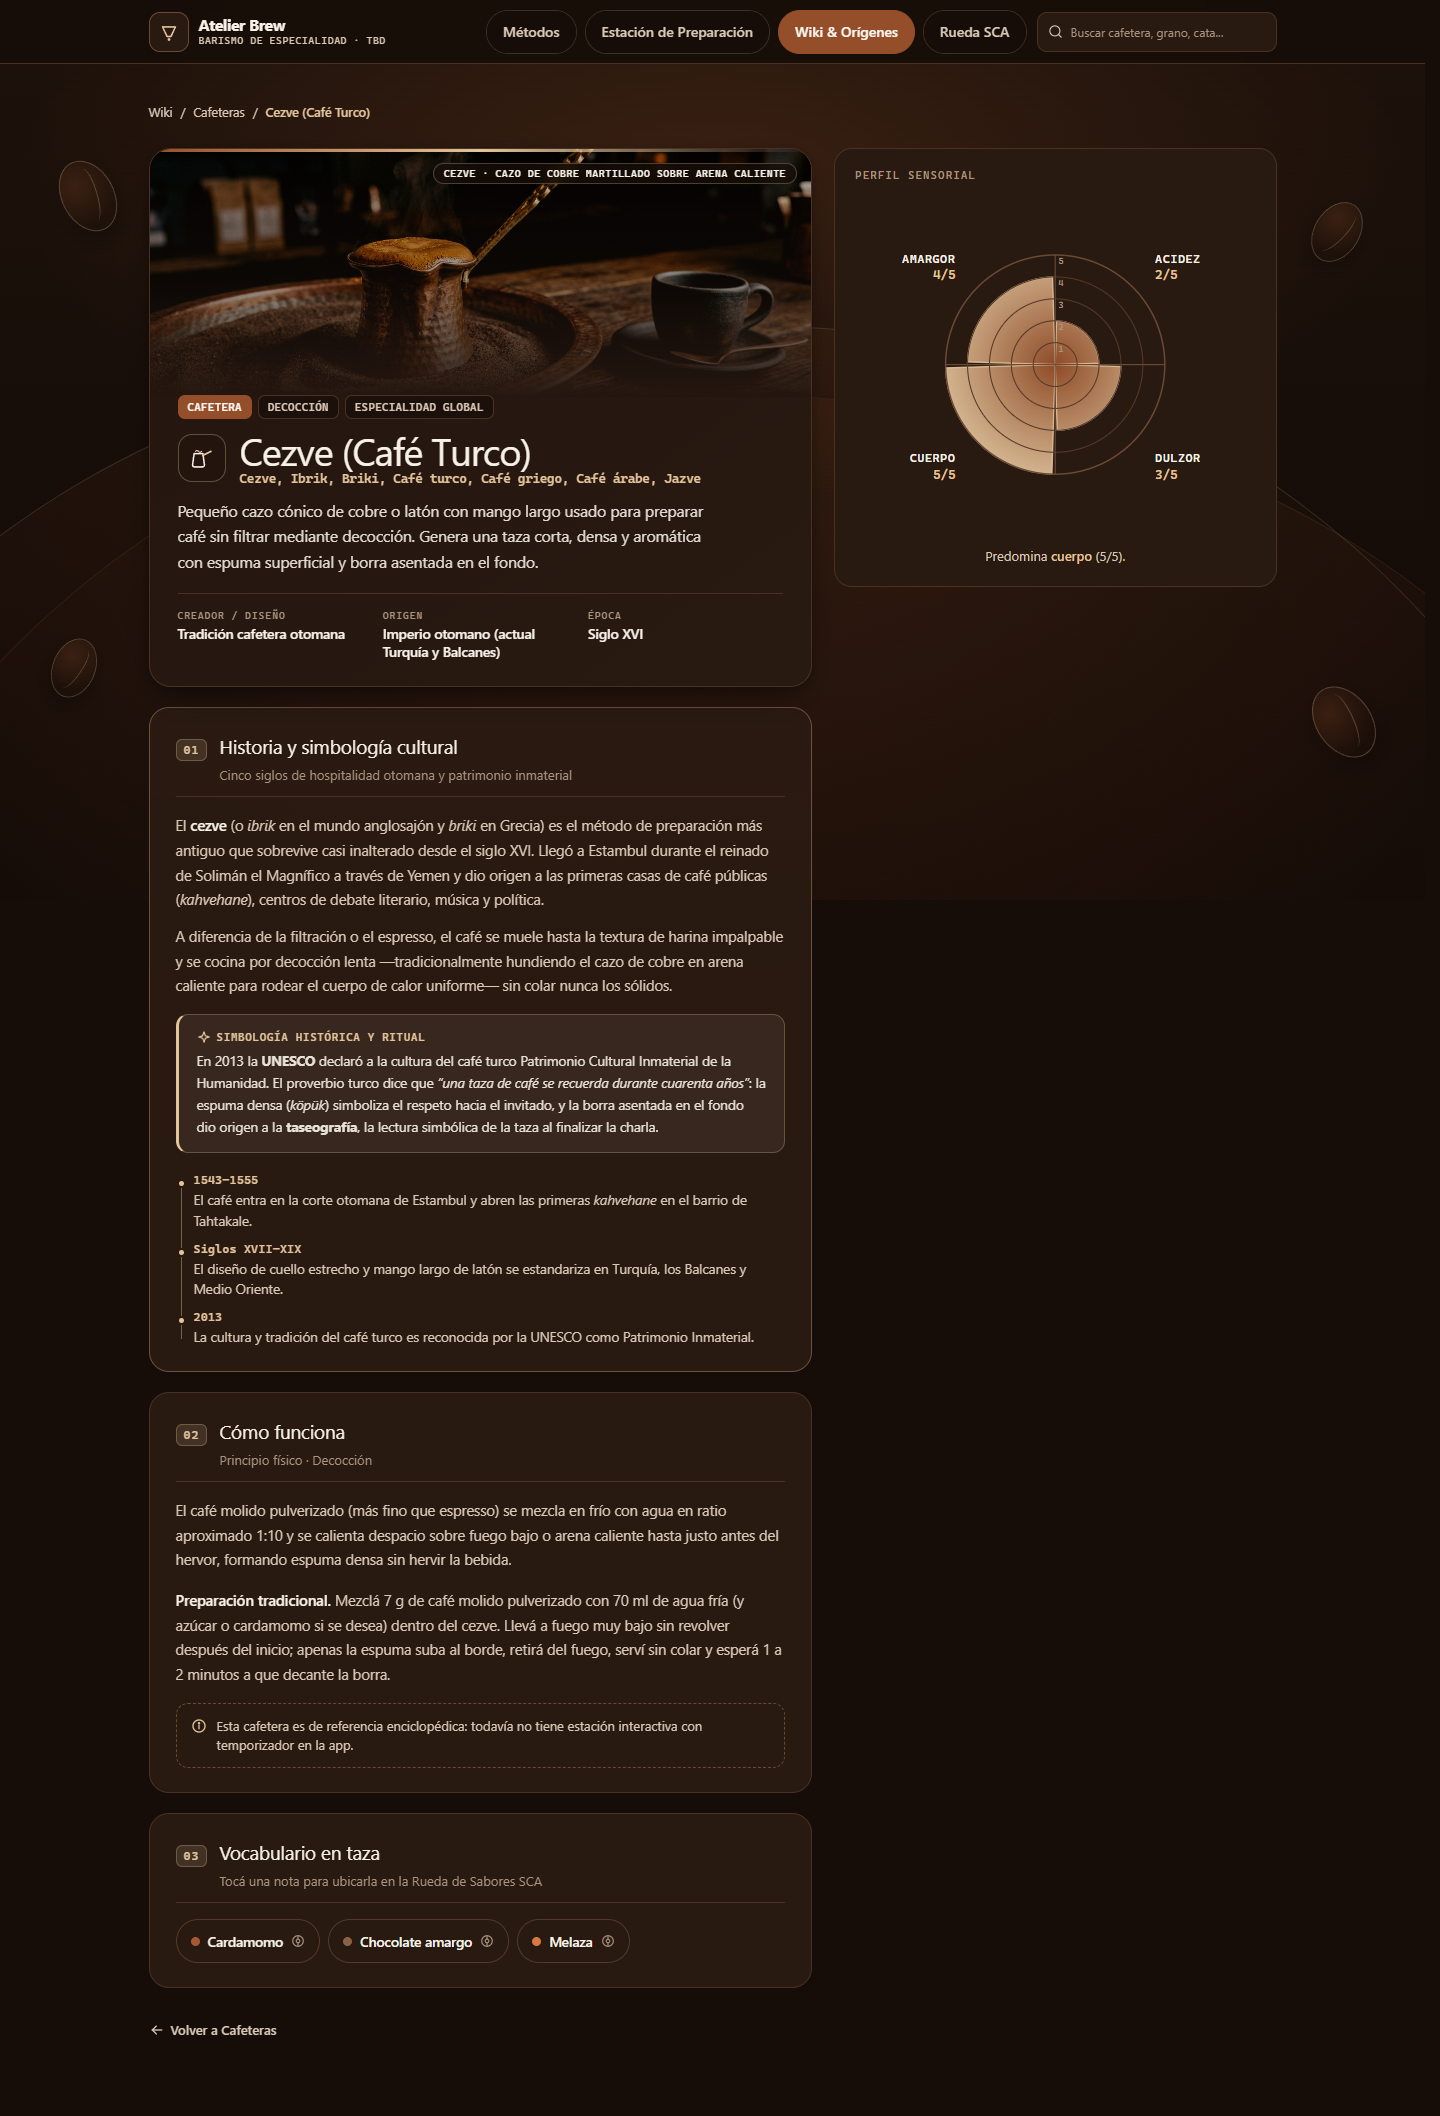 Atelier Brew
BARISMO DE ESPECIALIDAD · TBD
Métodos
Estación de Preparación
Wiki & Orígenes
Rueda SCA
Buscar cafetera, grano, cata...
Wiki / Cafeteras / Cezve (Café Turco)
CEZVE · CAZO DE COBRE MARTILLADO SOBRE ARENA CALIENTE
CAFETERA
DECOCCIÓN
ESPECIALIDAD GLOBAL
Cezve (Café Turco)
Cezve, Ibrik, Briki, Café turco, Café griego, Café árabe, Jazve
Pequeño cazo cónico de cobre o latón con mango largo usado para preparar
café sin filtrar mediante decocción. Genera una taza corta, densa y aromática
con espuma superficial y borra asentada en el fondo.
CREADOR / DISEÑO
Tradición cafetera otomana
ORIGEN
Imperio otomano (actual
Turquía y Balcanes)
ÉPOCA
Siglo XVI
PERFIL SENSORIAL
AMARGOR
4/5
ACIDEZ
2/5
5
4
3
2
1
CUERPO
5/5
DULZOR
3/5
Predomina cuerpo (5/5).
01
Historia y simbología cultural
Cinco siglos de hospitalidad otomana y patrimonio inmaterial
El cezve (o ibrik en el mundo anglosajón y briki en Grecia) es el método de preparación más
antiguo que sobrevive casi inalterado desde el siglo XVI. Llegó a Estambul durante el reinado
de Solimán el Magnífico a través de Yemen y dio origen a las primeras casas de café públicas
(kahvehane), centros de debate literario, música y política.
A diferencia de la filtración o el espresso, el café se muele hasta la textura de harina impalpable
y se cocina por decocción lenta —tradicionalmente hundiendo el cazo de cobre en arena
caliente para rodear el cuerpo de calor uniforme— sin colar nunca los sólidos.
SIMBOLOGÍA HISTÓRICA Y RITUAL
En 2013 la UNESCO declaró a la cultura del café turco Patrimonio Cultural Inmaterial de la
Humanidad. El proverbio turco dice que “una taza de café se recuerda durante cuarenta años”: la
espuma densa (köpük) simboliza el respeto hacia el invitado, y la borra asentada en el fondo
dio origen a la taseografía, la lectura simbólica de la taza al finalizar la charla.
1543–1555
El café entra en la corte otomana de Estambul y abren las primeras kahvehane en el barrio de
Tahtakale.
Siglos XVII–XIX
El diseño de cuello estrecho y mango largo de latón se estandariza en Turquía, los Balcanes y
Medio Oriente.
2013
La cultura y tradición del café turco es reconocida por la UNESCO como Patrimonio Inmaterial.
02
Cómo funciona
Principio físico · Decocción
El café molido pulverizado (más fino que espresso) se mezcla en frío con agua en ratio
aproximado 1:10 y se calienta despacio sobre fuego bajo o arena caliente hasta justo antes del
hervor, formando espuma densa sin hervir la bebida.
Preparación tradicional. Mezclá 7 g de café molido pulverizado con 70 ml de agua fría (y
azúcar o cardamomo si se desea) dentro del cezve. Llevá a fuego muy bajo sin revolver
después del inicio; apenas la espuma suba al borde, retirá del fuego, serví sin colar y esperá 1 a
2 minutos a que decante la borra.
Esta cafetera es de referencia enciclopédica: todavía no tiene estación interactiva con
temporizador en la app.
03
Vocabulario en taza
Tocá una nota para ubicarla en la Rueda de Sabores SCA
Cardamomo
Chocolate amargo
Melaza
← Volver a Cafeteras